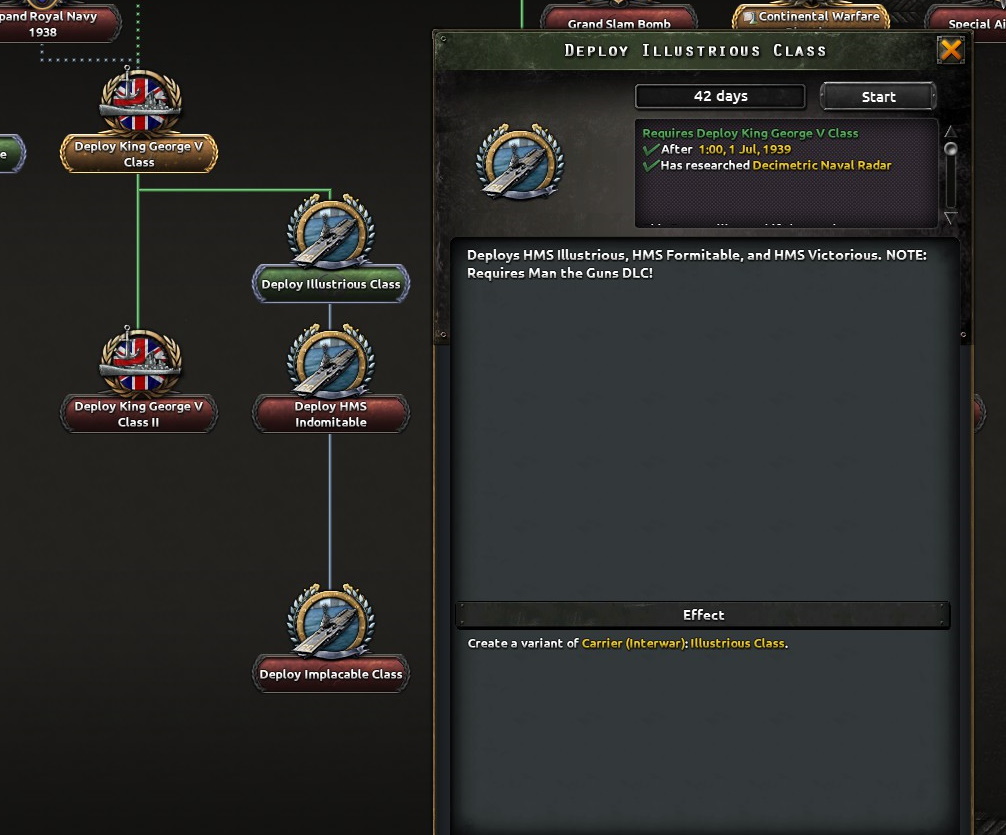 pand Royal Navy
1938
Grand Slam Bomb
Continental Warfare
Special Ai
DEPLOY ILLUSTRIOUS CLASS
42 days
Start
Requires Deploy King George V Class
After 1:00, 1 Jul, 1939
Has researched Decimetric Naval Radar
Deploy King George V
Class
e
Deploys HMS Illustrious, HMS Formitable, and HMS Victorious. NOTE:
Requires Man the Guns DLC!
Deploy Illustrious Class
Deploy King George V
Class II
Deploy HMS
Indomitable
Effect
Create a variant of Carrier (Interwar): Illustrious Class.
Deploy Implacable Class